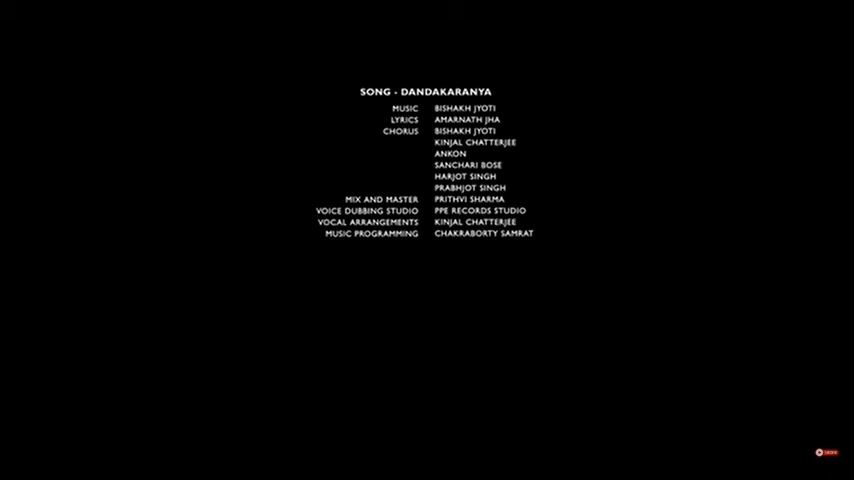 SONG - DANDAKARANYA
MUSIC BISHAKH JYOTI
LYRICS AMARNATH JHA
CHORUS BISHAKH JYOTI
KINJAL CHATTERJEE
ANKON
SANCHARI BOSE
HARJOT SINGH
PRABHJOT SINGH
MIX AND MASTER PRITHVI SHARMA
VOICE DUBBING STUDIO PPE RECORDS STUDIO
VOCAL ARRANGEMENTS KINJAL CHATTERJEE
MUSIC PROGRAMMING CHAKRABORTY SAMRAT